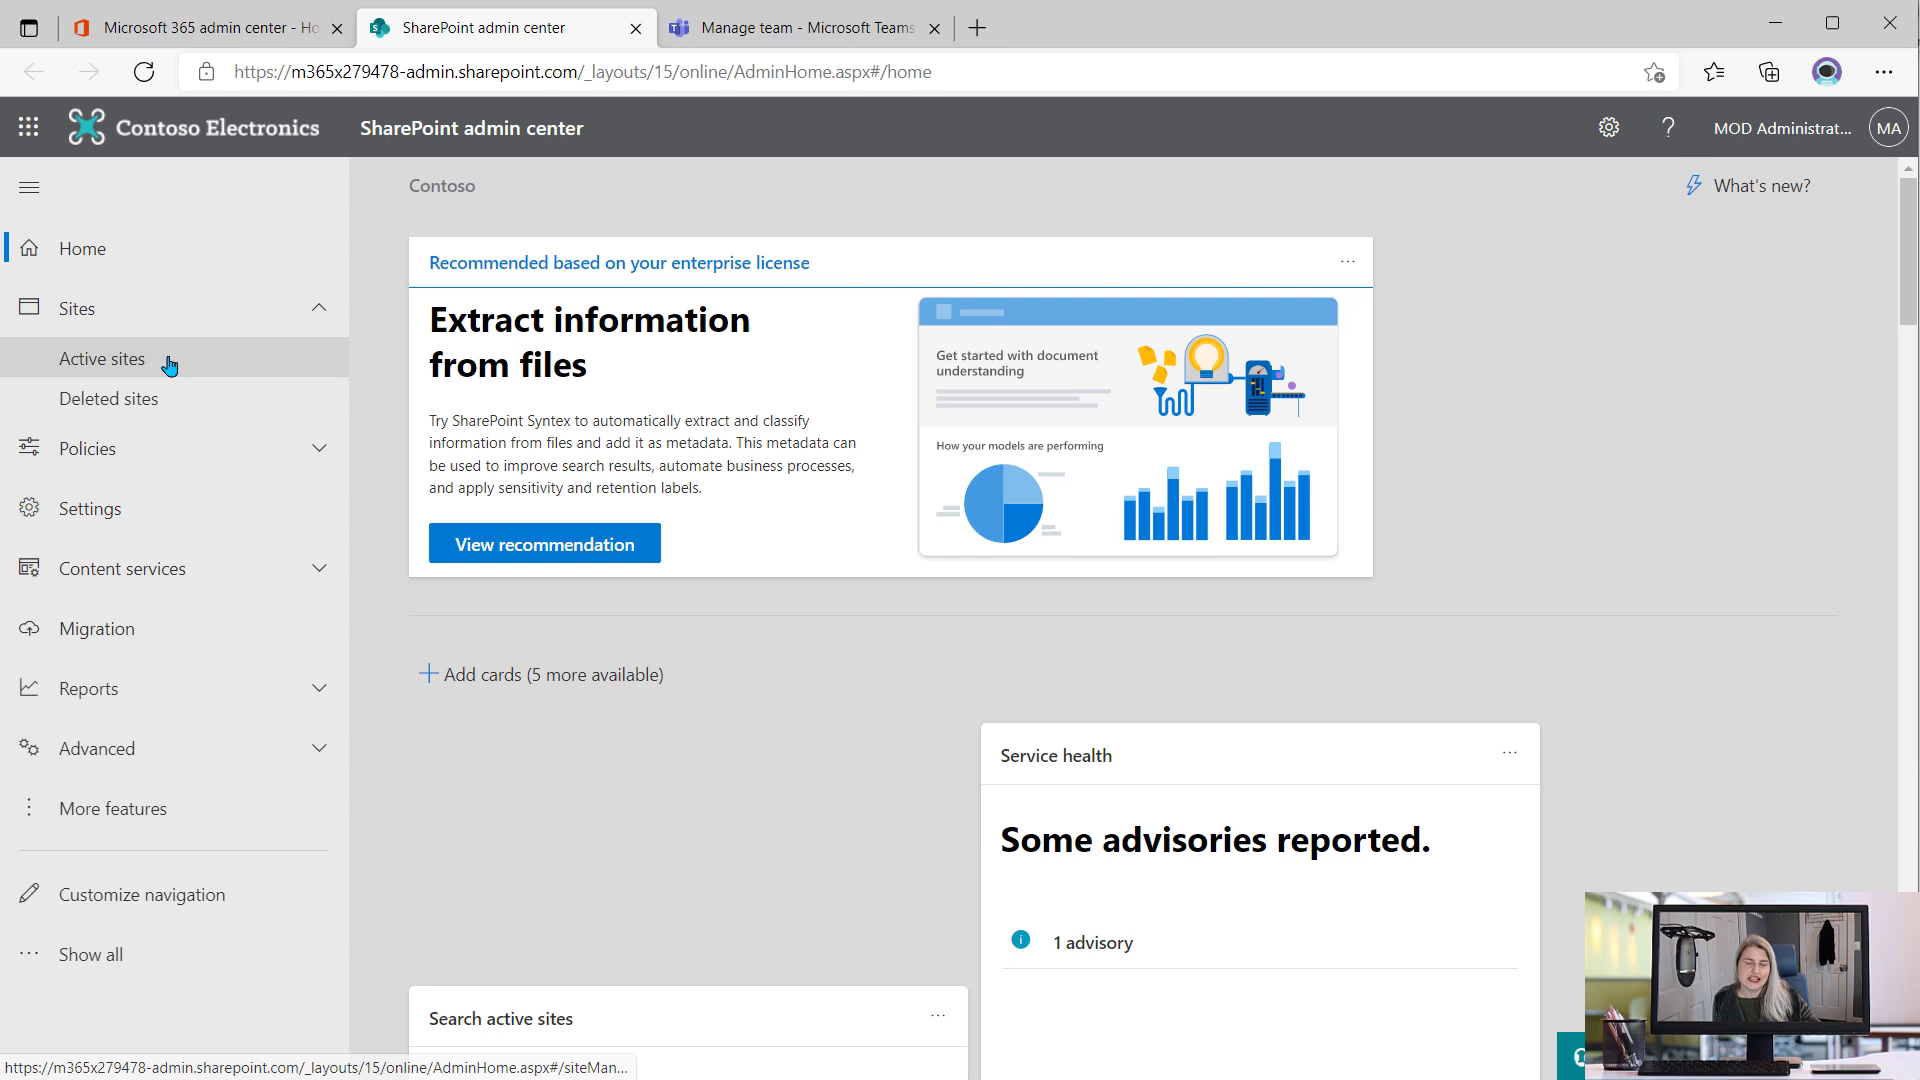 Microsoft 365 admin center - Ho
SharePoint admin center
Manage team - Microsoft Teams
https://m365x279478-admin.sharepoint.com/_layouts/15/online/AdminHome.aspx#/home
Contoso Electronics
SharePoint admin center
MOD Administrat...
MA
Contoso
What's new?
Home
Sites
Active sites
Deleted sites
Policies
Settings
Content services
Migration
Reports
Advanced
More features
Customize navigation
Show all
Recommended based on your enterprise license
Extract information
from files
Try SharePoint Syntex to automatically extract and classify
information from files and add it as metadata. This metadata can
be used to improve search results, automate business processes,
and apply sensitivity and retention labels.
View recommendation
Get started with document
understanding
How your models are performing
Add cards (5 more available)
Service health
Some advisories reported.
1 advisory
Search active sites
https://m365x279478-admin.sharepoint.com/_layouts/15/online/AdminHome.aspx#/siteMan...